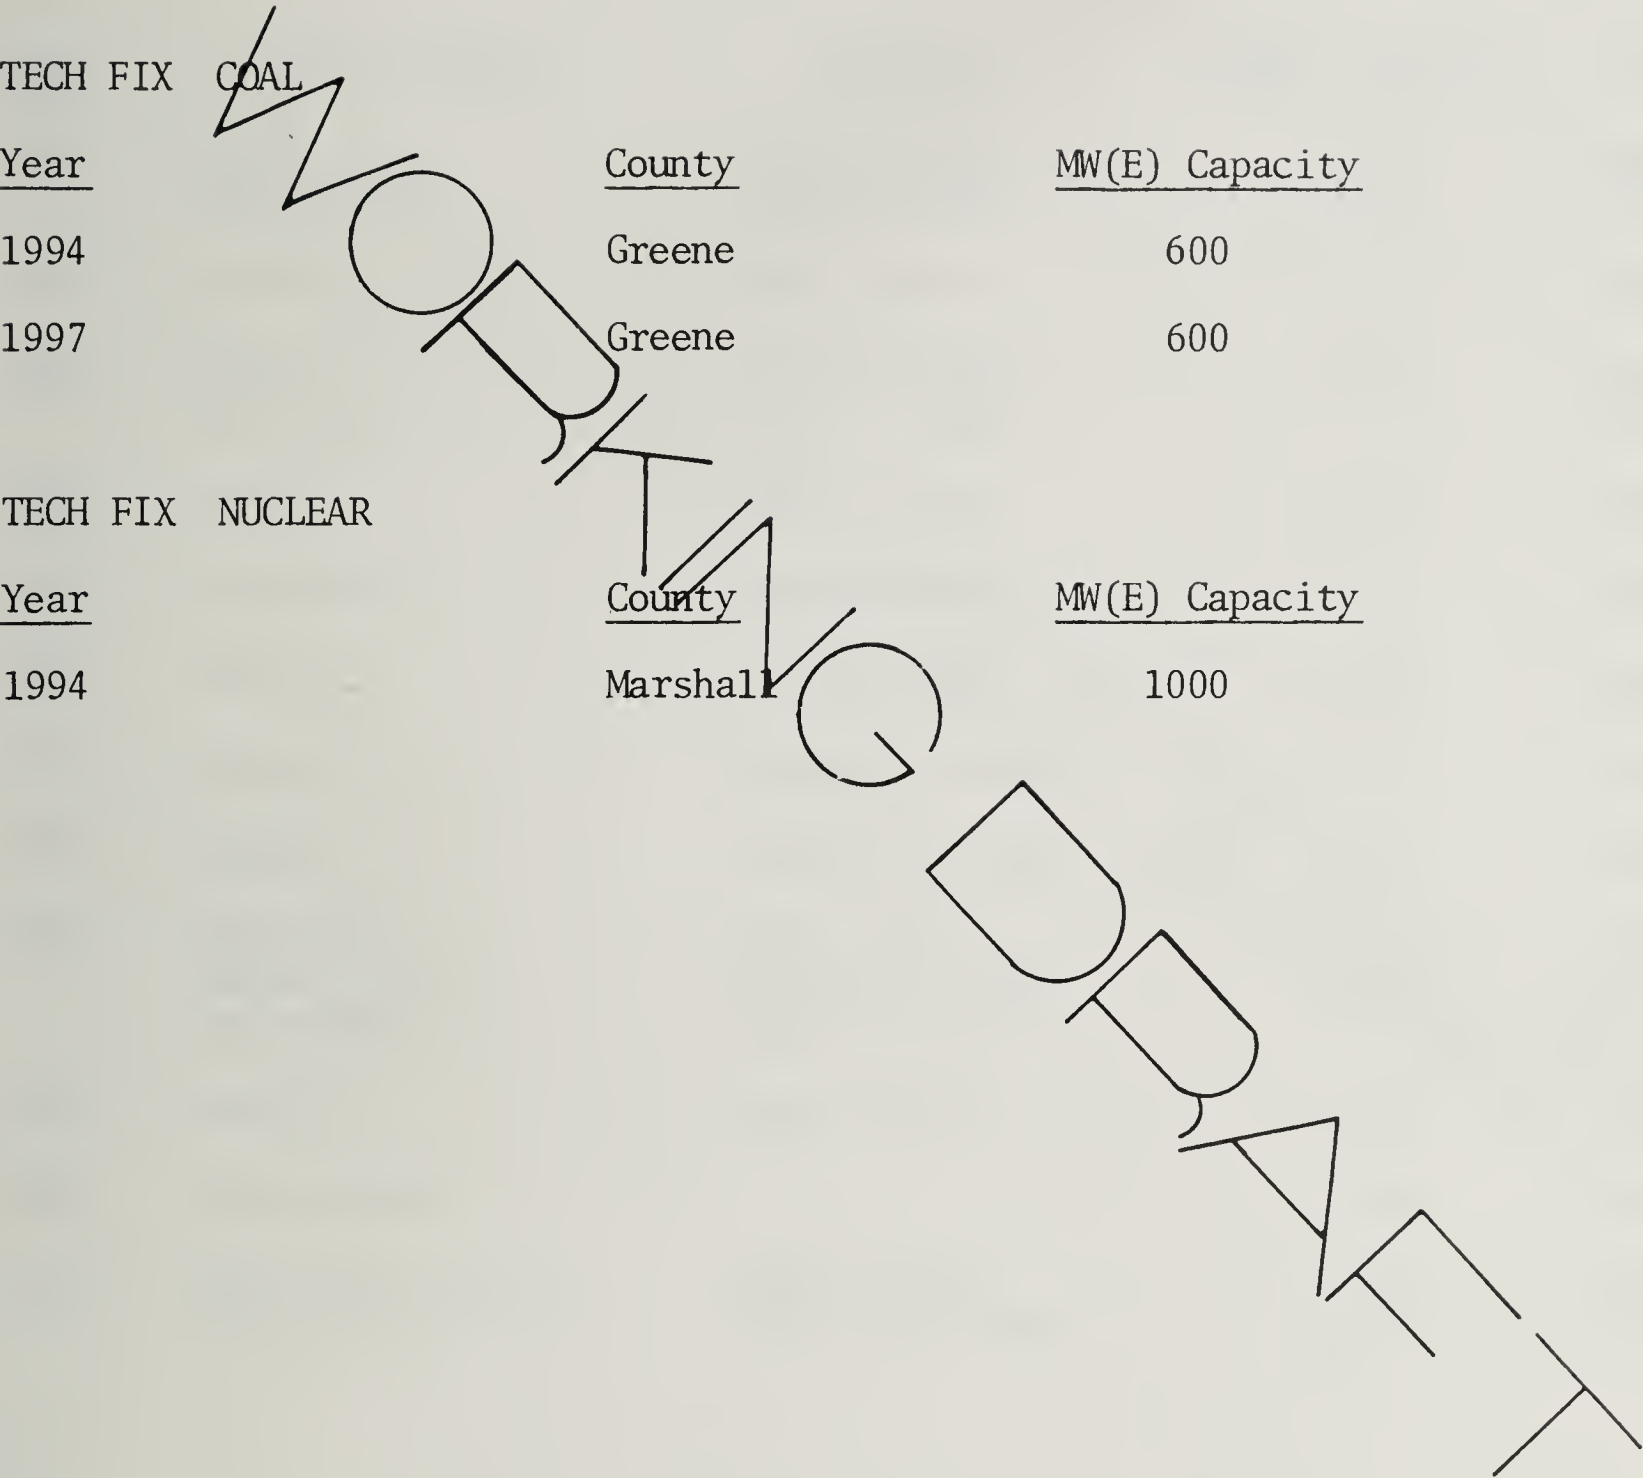 TECH FIX COAL
Year County MW(E) Capacity
1994 Greene 600
1997 Greene 600
TECH FIX NUCLEAR
Year County MW(E) Capacity
1994 Marshall 1000
WORKING DRAFT